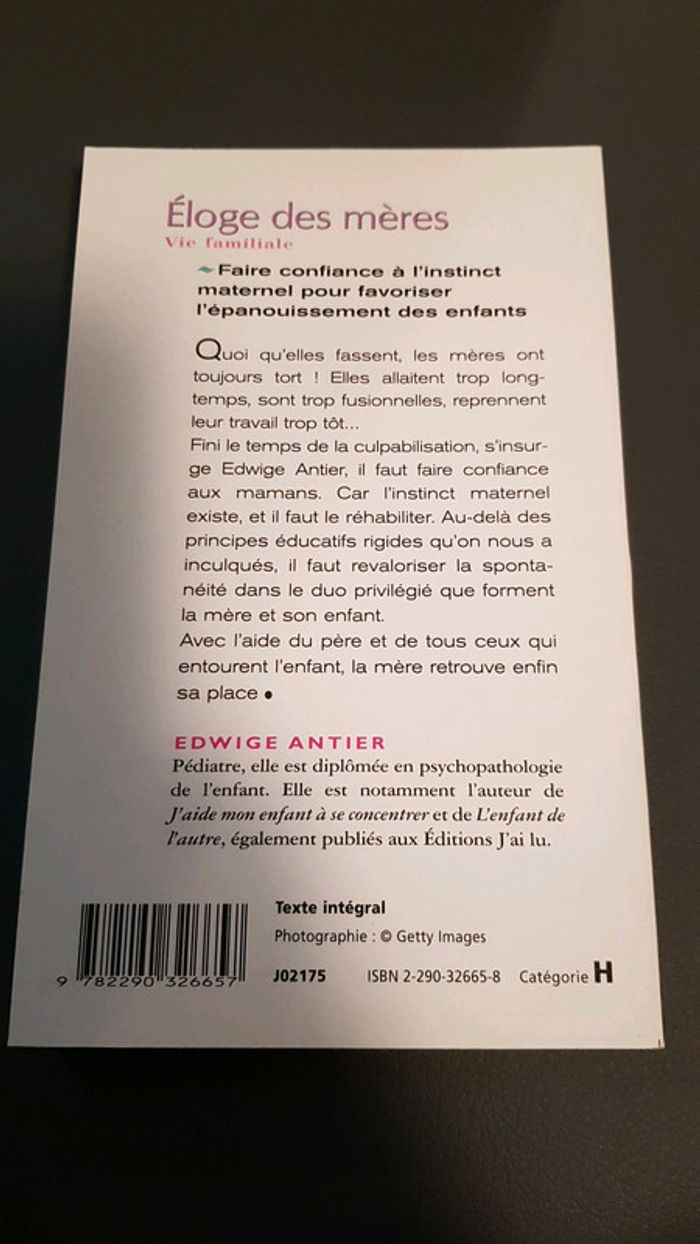 Éloge des mères
Vie familiale
~Faire confiance à l'instinct
maternel pour favoriser
l'épanouissement des enfants
Quoi qu'elles fassent, les mères ont
toujours tort ! Elles allaitent trop long-
temps, sont trop fusionnelles, reprennent
leur travail trop tôt...
Fini le temps de la culpabilisation, s'insur-
ge Edwige Antier, il faut faire confiance
aux mamans. Car l'instinct maternel
existe, et il faut le réhabiliter. Au-delà des
principes éducatifs rigides qu'on nous a
inculqués, il faut revaloriser la sponta-
néité dans le duo privilégié que forment
la mère et son enfant.
Avec l'aide du père et de tous ceux qui
entourent l'enfant, la mère retrouve enfin
sa place •
EDWIGE ANTIER
Pédiatre, elle est diplômée en psychopathologie
de l'enfant. Elle est notamment l'auteur de
J'aide mon enfant à se concentrer et de L'enfant de
l'autre, également publiés aux Éditions J'ai lu.
Texte intégral
Photographie : © Getty Images
J02175 ISBN 2-290-32665-8 Catégorie H
9 782290 326657